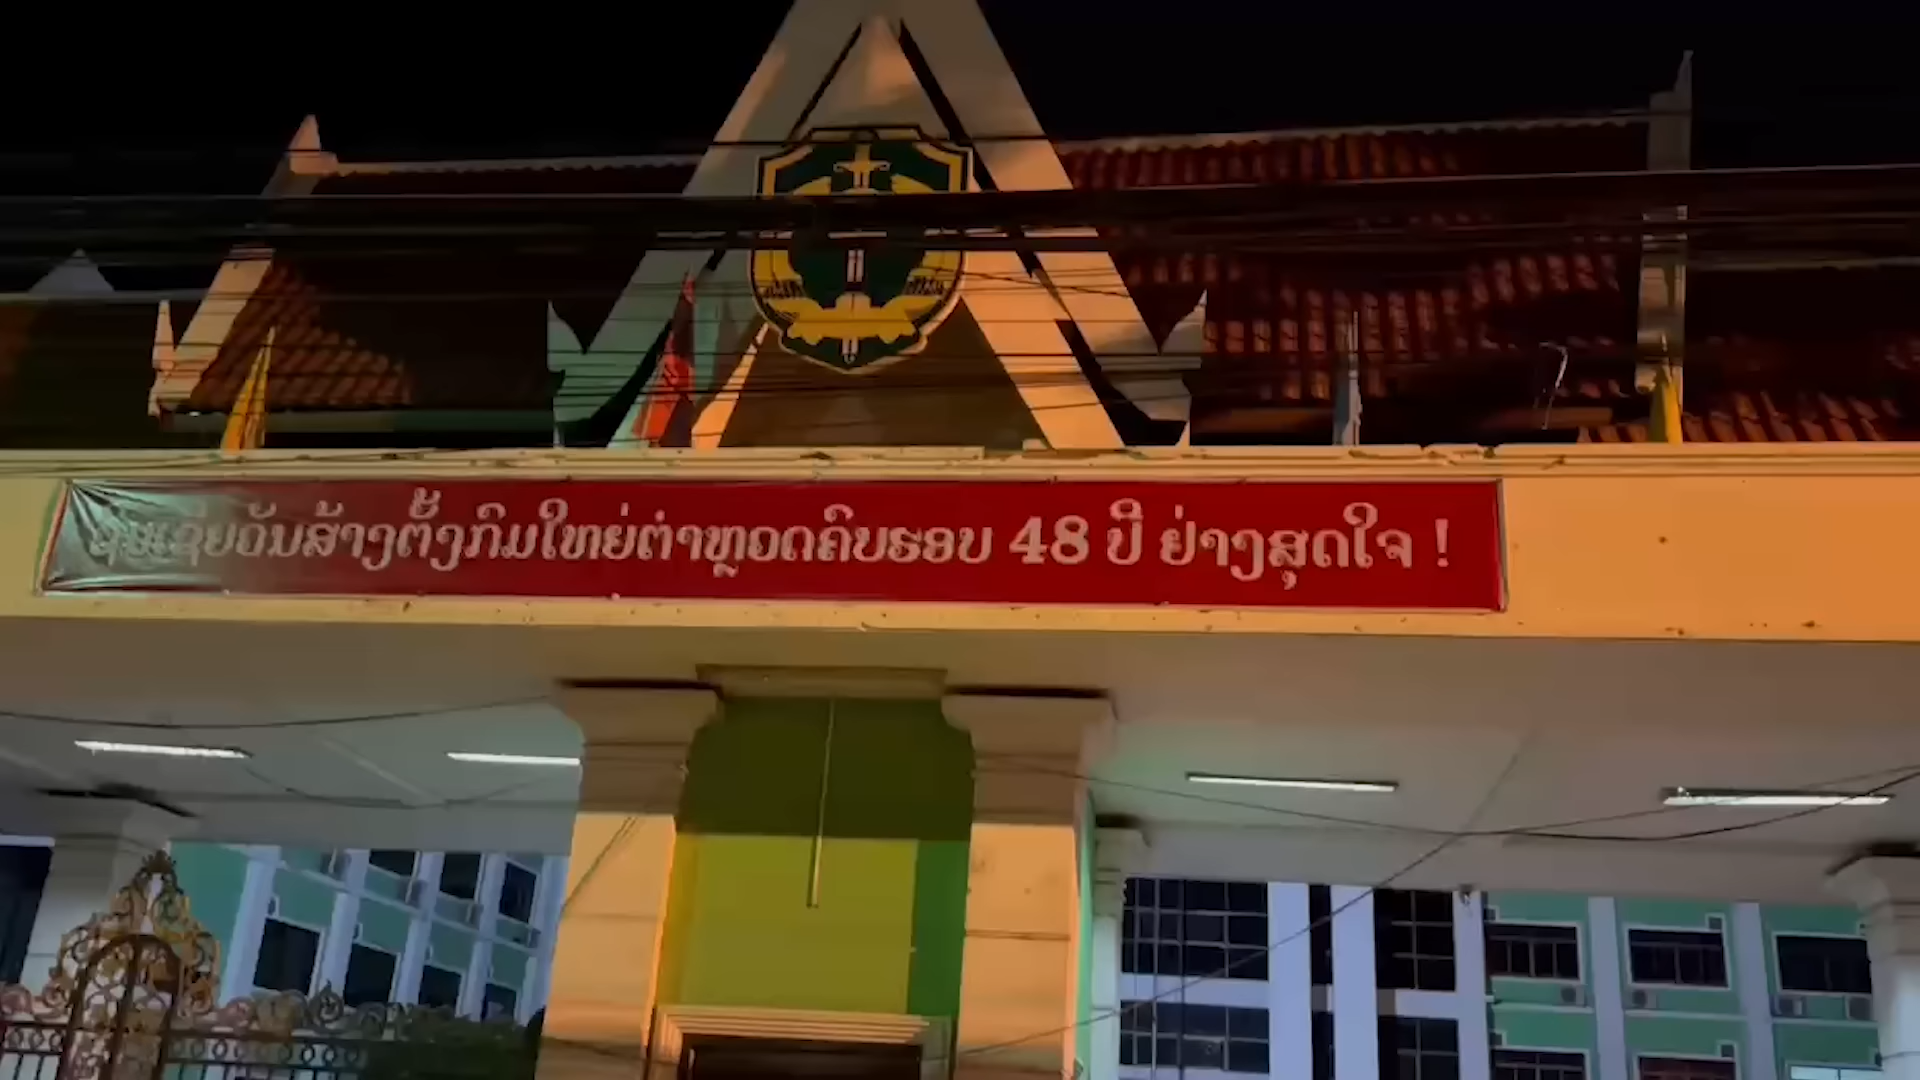 ຊົມເຊີຍວັນສ້າງຕັ້ງກົມໃຫຍ່ຕຳຫຼວດຄົບຮອບ 48 ປີ ຢ່າງສຸດໃຈ !